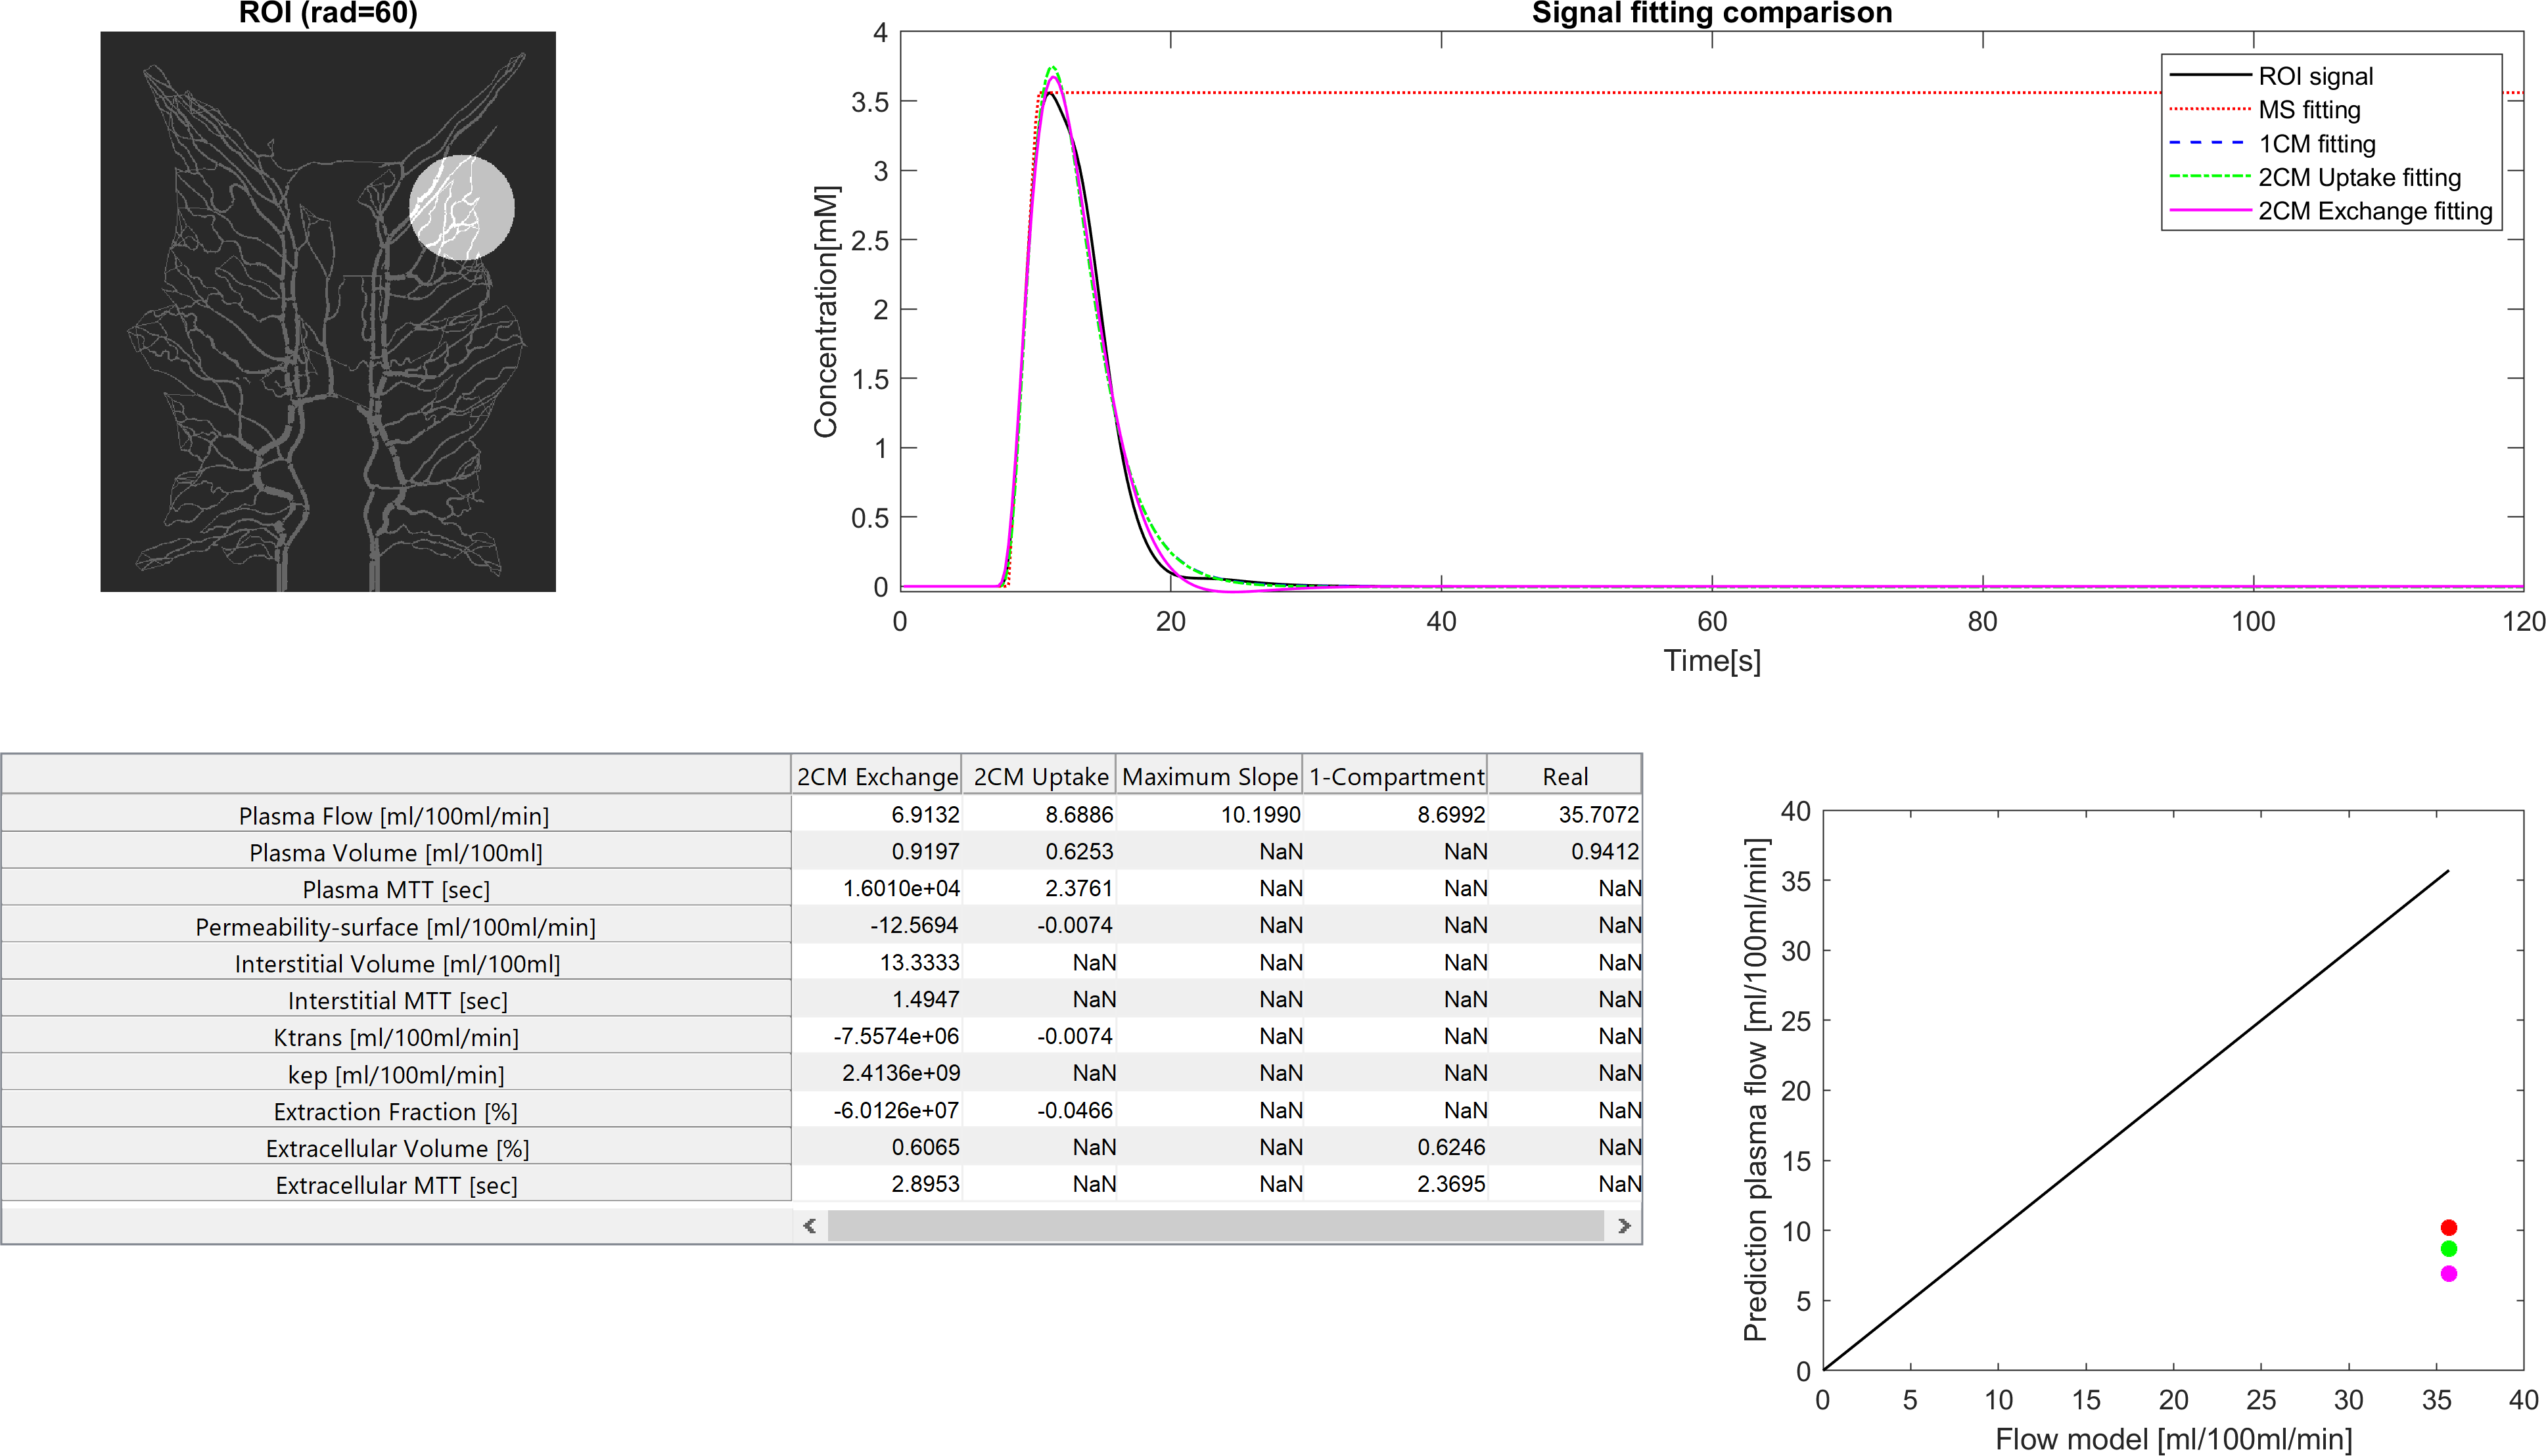 ROI (rad=60)
Signal fitting comparison
4
3.5
3
2.5
2
1.5
1
0.5
0
Concentration[mM]
0 20 40 60 80 100 120
Time[s]
ROI signal
MS fitting
1CM fitting
2CM Uptake fitting
2CM Exchange fitting
2CM Exchange 2CM Uptake Maximum Slope 1-Compartment Real
Plasma Flow [ml/100ml/min] 6.9132 8.6886 10.1990 8.6992 35.7072
Plasma Volume [ml/100ml] 0.9197 0.6253 NaN NaN 0.9412
Plasma MTT [sec] 1.6010e+04 2.3761 NaN NaN NaN
Permeability-surface [ml/100ml/min] -12.5694 -0.0074 NaN NaN NaN
Interstitial Volume [ml/100ml] 13.3333 NaN NaN NaN NaN
Interstitial MTT [sec] 1.4947 NaN NaN NaN NaN
Ktrans [ml/100ml/min] -7.5574e+06 -0.0074 NaN NaN NaN
kep [ml/100ml/min] 2.4136e+09 NaN NaN NaN NaN
Extraction Fraction [%] -6.0126e+07 -0.0466 NaN NaN NaN
Extracellular Volume [%] 0.6065 NaN NaN 0.6246 NaN
Extracellular MTT [sec] 2.8953 NaN NaN 2.3695 NaN
40
35
30
25
20
15
10
5
0
Prediction plasma flow [ml/100ml/min]
0 5 10 15 20 25 30 35 40
Flow model [ml/100ml/min]